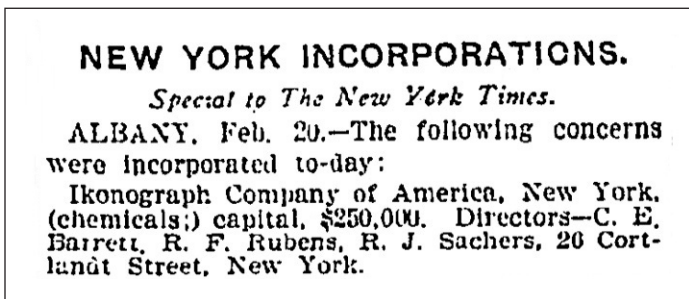 NEW YORK INCORPORATIONS.
Special to The New York Times.
ALBANY, Feb. 20.—The following concerns
were incorporated to-day:
Ikonograph Company of America, New York,
(chemicals;) capital, $250,000. Directors—C. E.
Barrett, R. F. Rubens, R. J. Sachers, 26 Cort-
landt Street, New York.